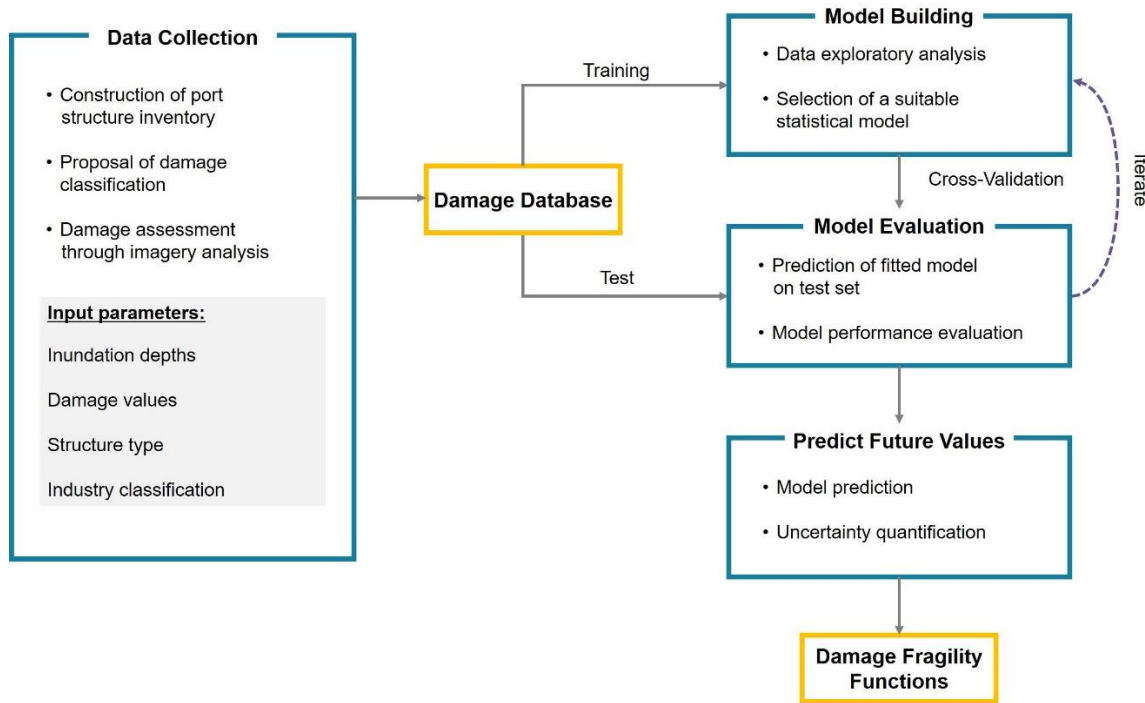 Data Collection
• Construction of port
structure inventory
• Proposal of damage
classification
• Damage assessment
through imagery analysis
Input parameters:
Inundation depths
Damage values
Structure type
Industry classification
Damage Database
Training
Test
Model Building
• Data exploratory analysis
• Selection of a suitable
statistical model
Cross-Validation
Iterate
Model Evaluation
• Prediction of fitted model
on test set
• Model performance evaluation
Predict Future Values
• Model prediction
• Uncertainty quantification
Damage Fragility
Functions